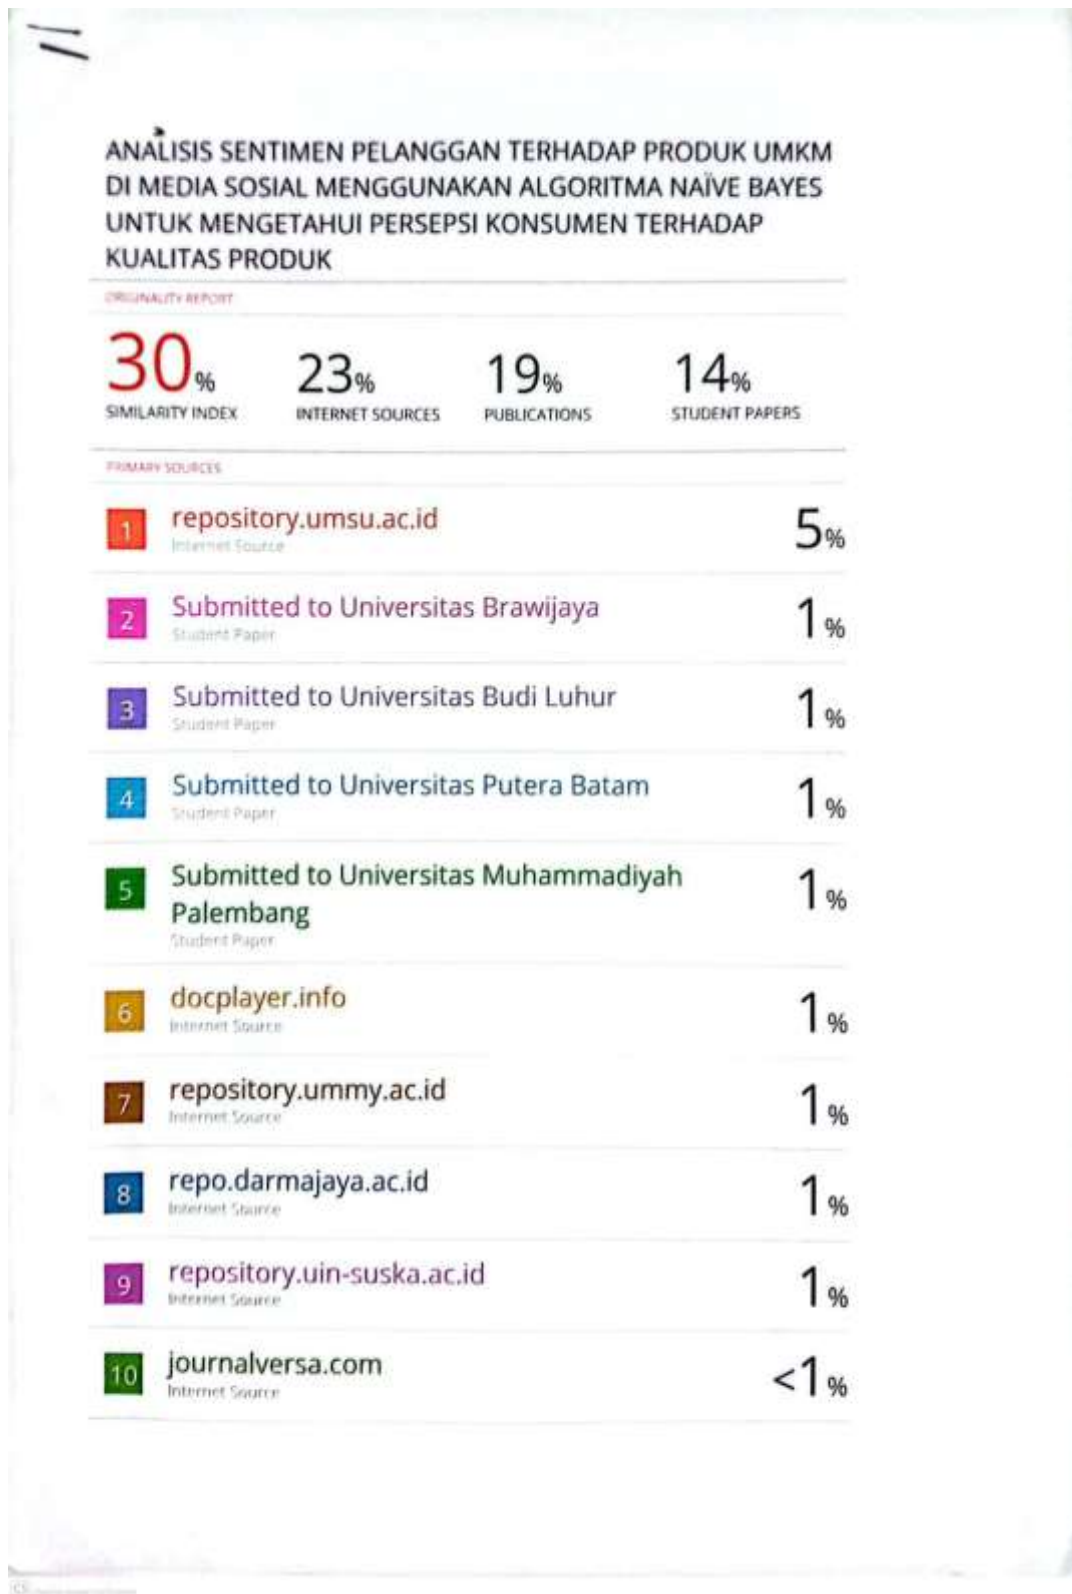 ANALISIS SENTIMEN PELANGGAN TERHADAP PRODUK UMKM
DI MEDIA SOSIAL MENGGUNAKAN ALGORITMA NAÏVE BAYES
UNTUK MENGETAHUI PERSEPSI KONSUMEN TERHADAP
KUALITAS PRODUK
ORIGINALITY REPORT
30% 23% 19% 14%
SIMILARITY INDEX INTERNET SOURCES PUBLICATIONS STUDENT PAPERS
PRIMARY SOURCES
1 repository.umsu.ac.id 5%
Internet Source
2 Submitted to Universitas Brawijaya 1%
Student Paper
3 Submitted to Universitas Budi Luhur 1%
Student Paper
4 Submitted to Universitas Putera Batam 1%
Student Paper
5 Submitted to Universitas Muhammadiyah 1%
Palembang
Student Paper
6 docplayer.info 1%
Internet Source
7 repository.ummy.ac.id 1%
Internet Source
8 repo.darmajaya.ac.id 1%
Internet Source
9 repository.uin-suska.ac.id 1%
Internet Source
10 journalversa.com <1%
Internet Source
CS